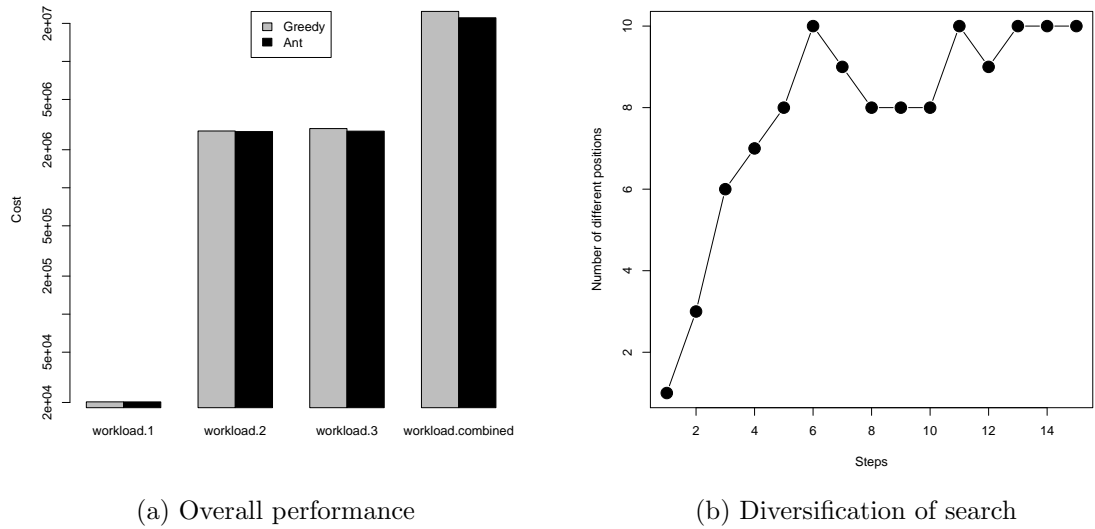 Cost
2e+04
5e+04
2e+05
5e+05
2e+06
5e+06
2e+07
Greedy
Ant
workload.1
workload.2
workload.3
workload.combined
(a) Overall performance
Number of different positions
2
4
6
8
10
2
4
6
8
10
12
14
Steps
(b) Diversification of search